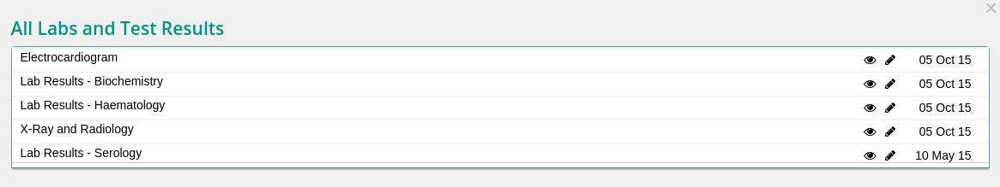 All Labs and Test Results
Electrocardiogram 05 Oct 15
Lab Results - Biochemistry 05 Oct 15
Lab Results - Haematology 05 Oct 15
X-Ray and Radiology 05 Oct 15
Lab Results - Serology 10 May 15